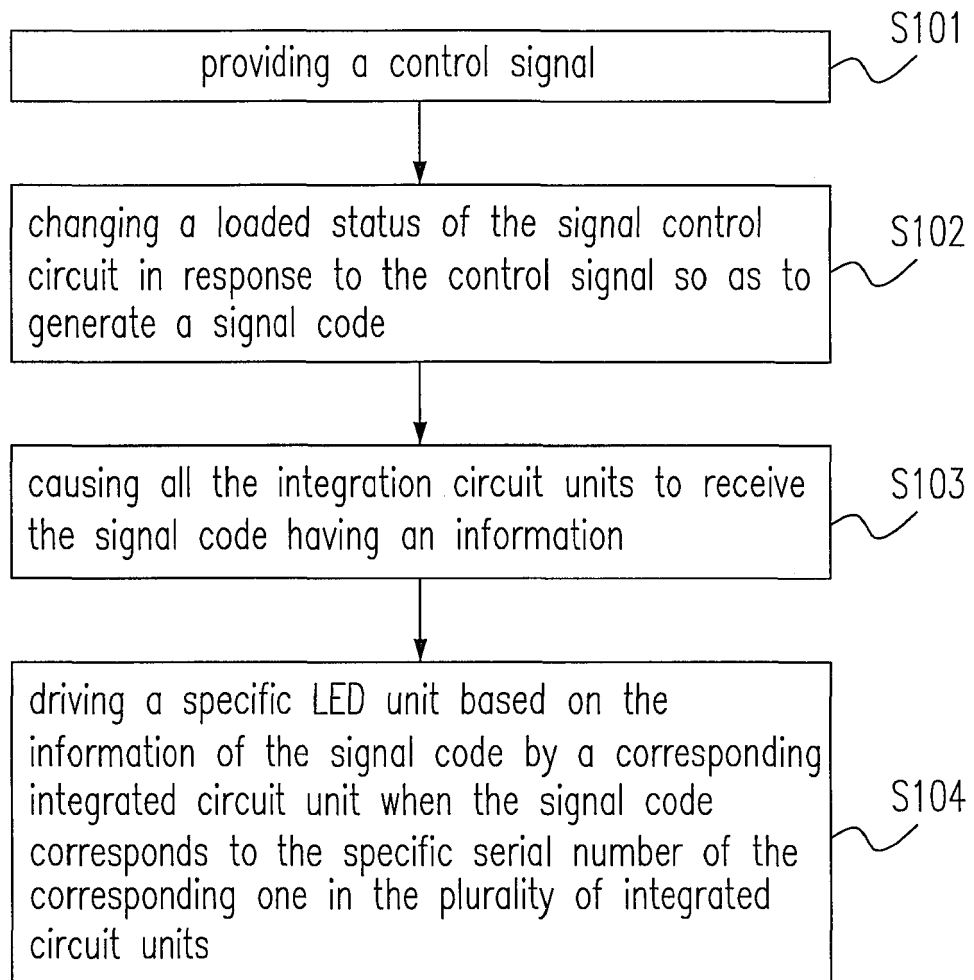 providing a control signal
S101
changing a loaded status of the signal control
circuit in response to the control signal so as to
generate a signal code
S102
causing all the integration circuit units to receive
the signal code having an information
S103
driving a specific LED unit based on the
information of the signal code by a corresponding
integrated circuit unit when the signal code
corresponds to the specific serial number of the
corresponding one in the plurality of integrated
circuit units
S104